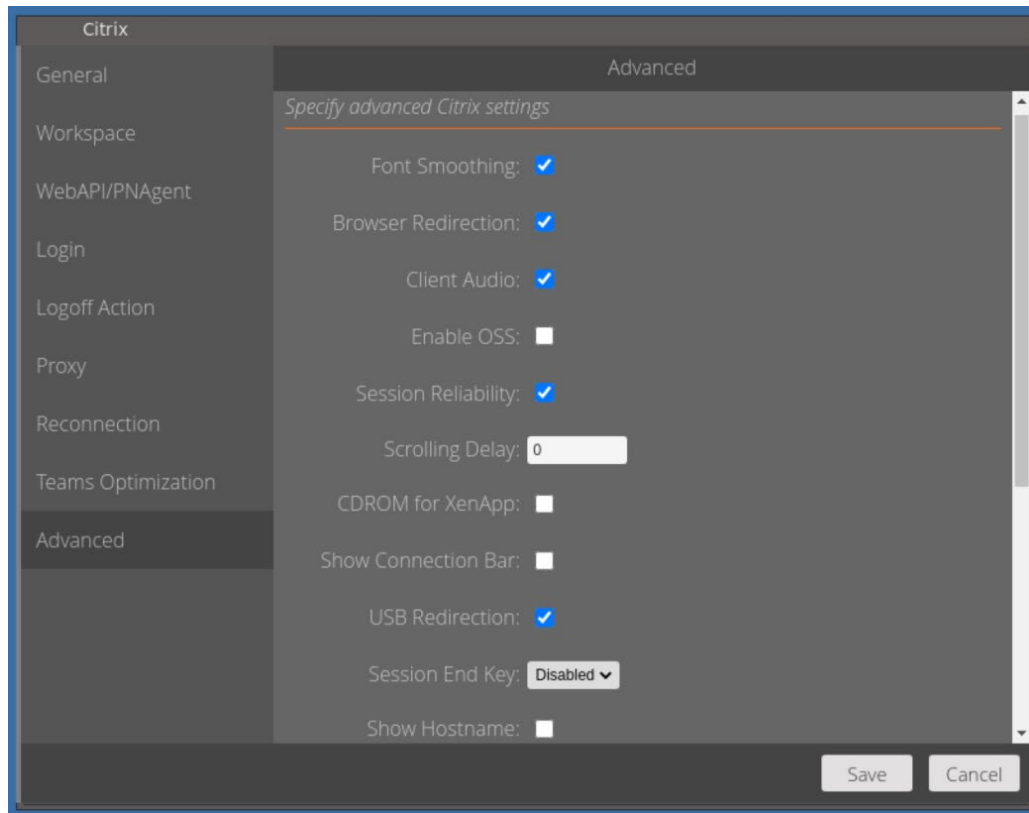 Citrix
General
Workspace
WebAPI/PNAgent
Login
Logoff Action
Proxy
Reconnection
Teams Optimization
Advanced
Advanced
Specify advanced Citrix settings
Font Smoothing:
Browser Redirection:
Client Audio:
Enable OSS:
Session Reliability:
Scrolling Delay: 0
CDROM for XenApp:
Show Connection Bar:
USB Redirection:
Session End Key: Disabled
Show Hostname:
Save Cancel